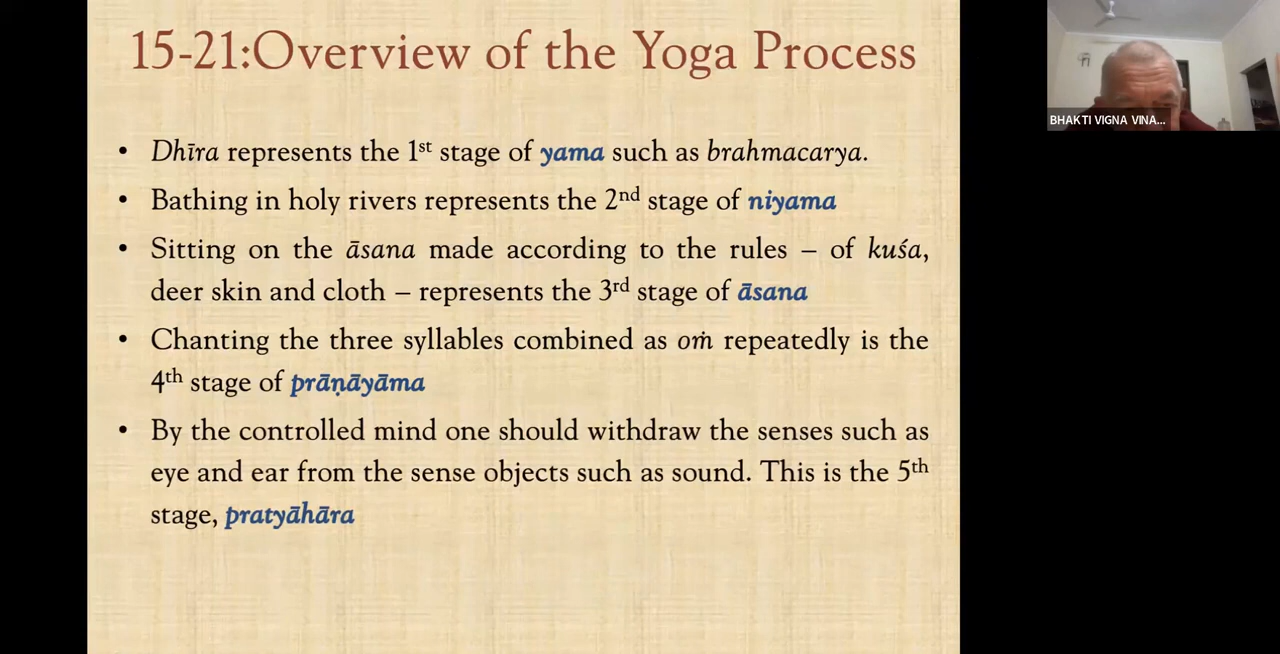 15-21:Overview of the Yoga Process
• Dhīra represents the 1st stage of yama such as brahmacarya.
• Bathing in holy rivers represents the 2nd stage of niyama
• Sitting on the āsana made according to the rules – of kuśa,
deer skin and cloth – represents the 3rd stage of āsana
• Chanting the three syllables combined as oṁ repeatedly is the
4th stage of prāṇāyāma
• By the controlled mind one should withdraw the senses such as
eye and ear from the sense objects such as sound. This is the 5th
stage, pratyāhāra
BHAKTI VIGNA VINA...